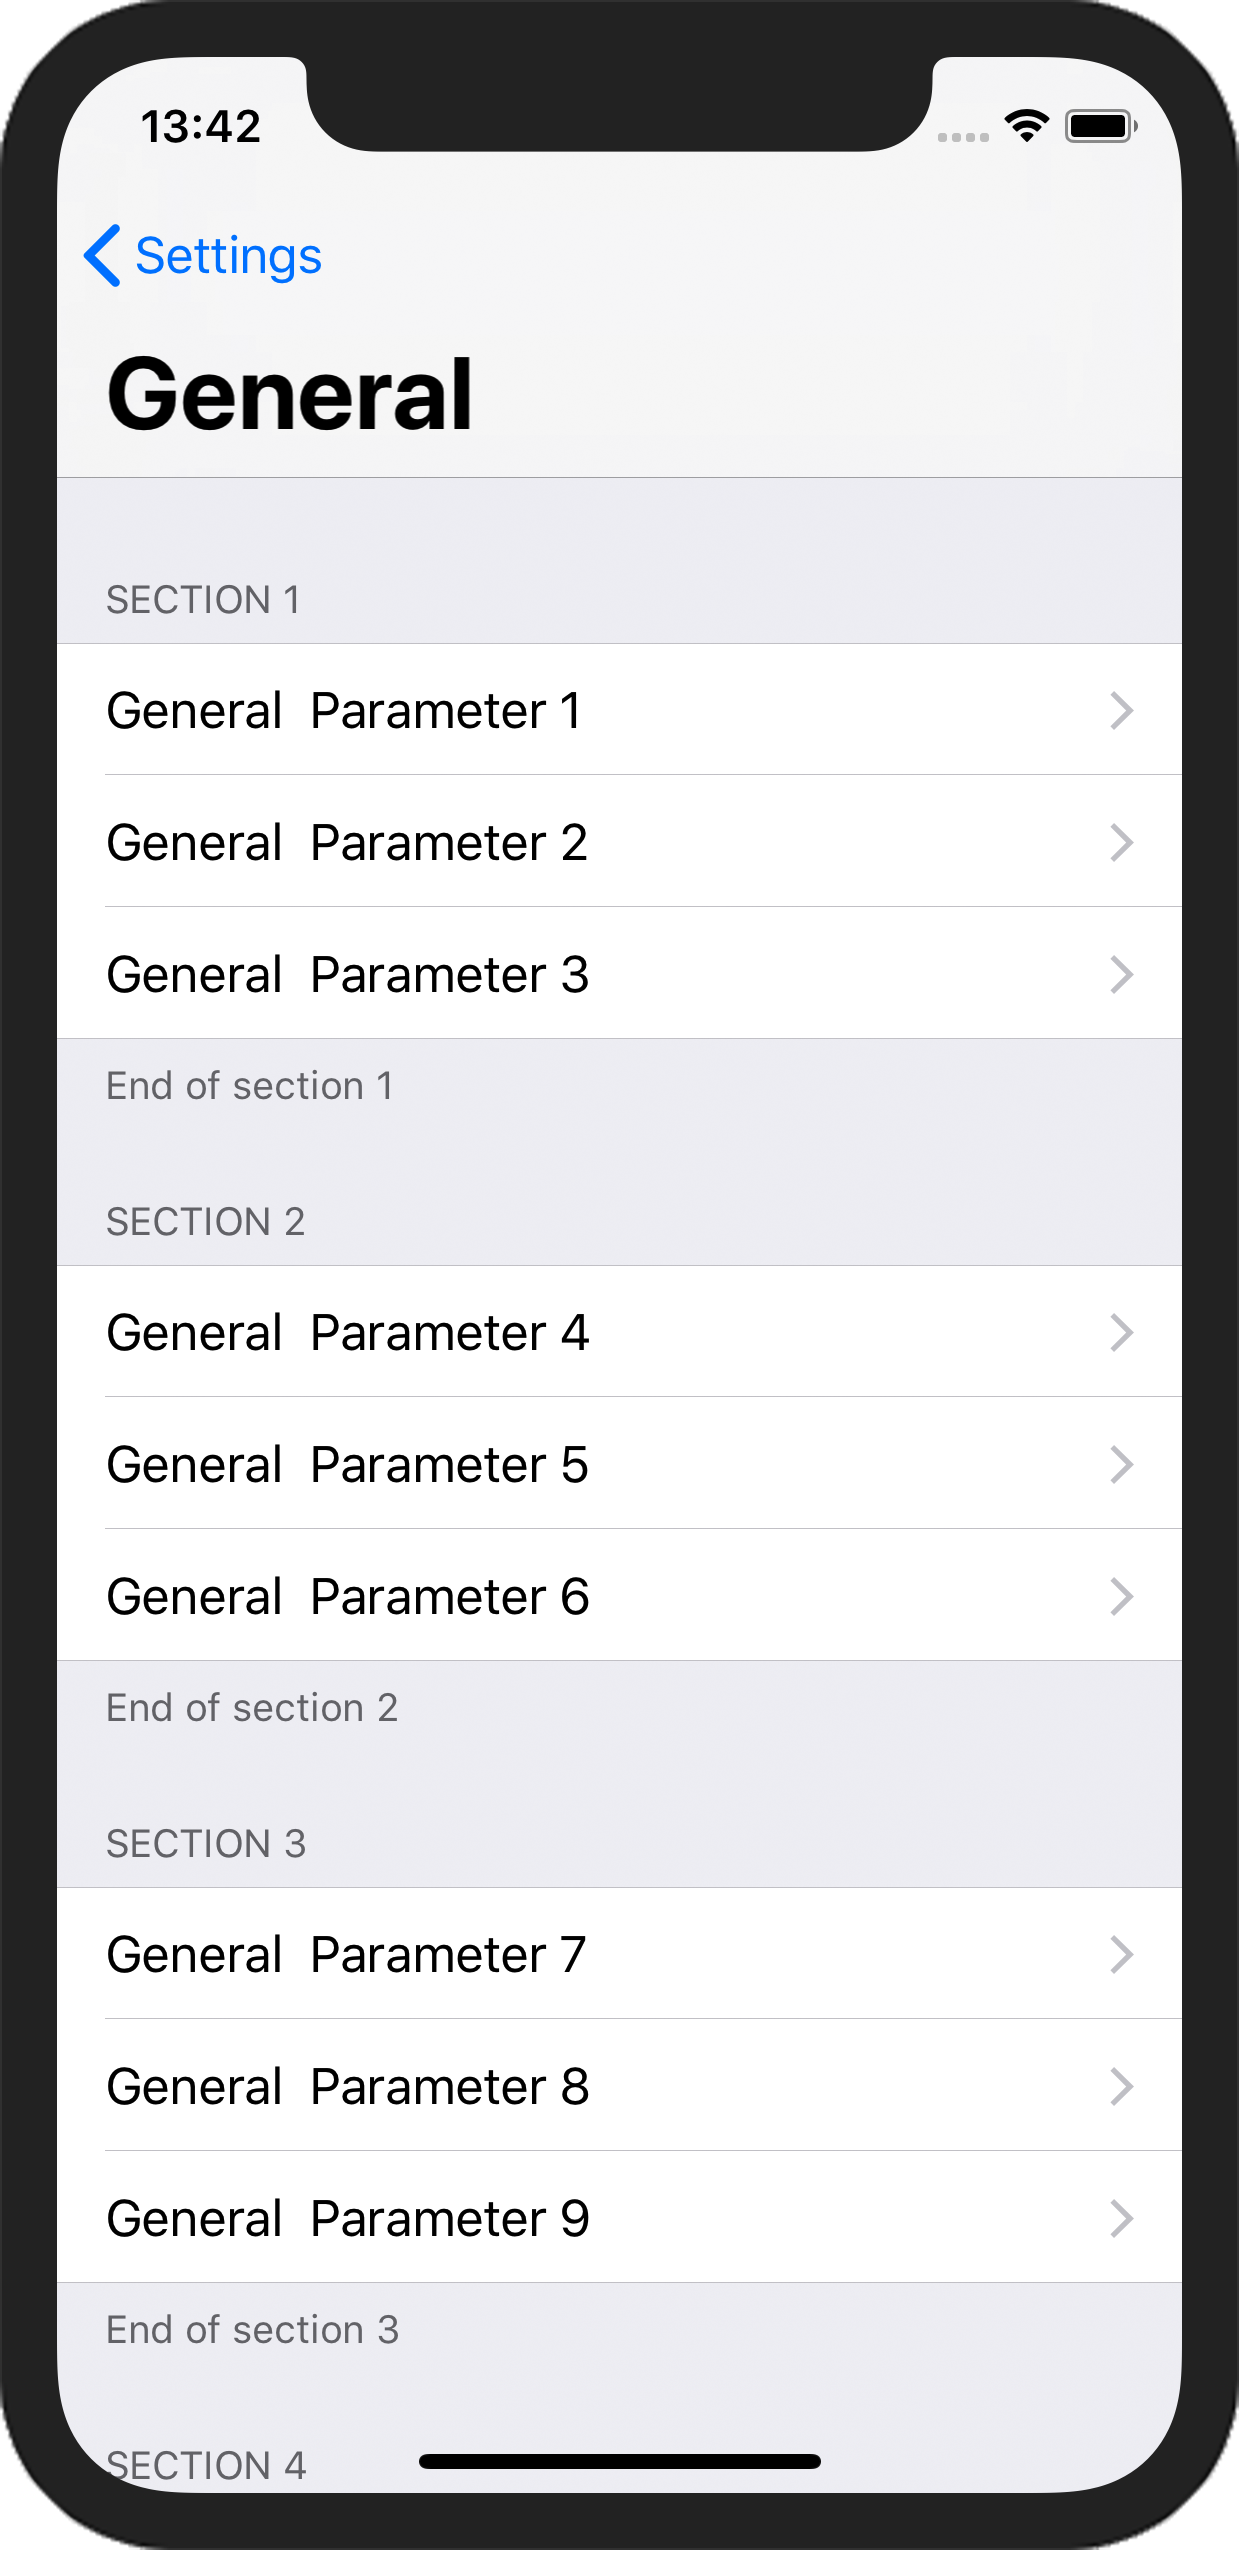 13:42
Settings
General
SECTION 1
General  Parameter 1
General  Parameter 2
General  Parameter 3
End of section 1
SECTION 2
General  Parameter 4
General  Parameter 5
General  Parameter 6
End of section 2
SECTION 3
General  Parameter 7
General  Parameter 8
General  Parameter 9
End of section 3
SECTION 4